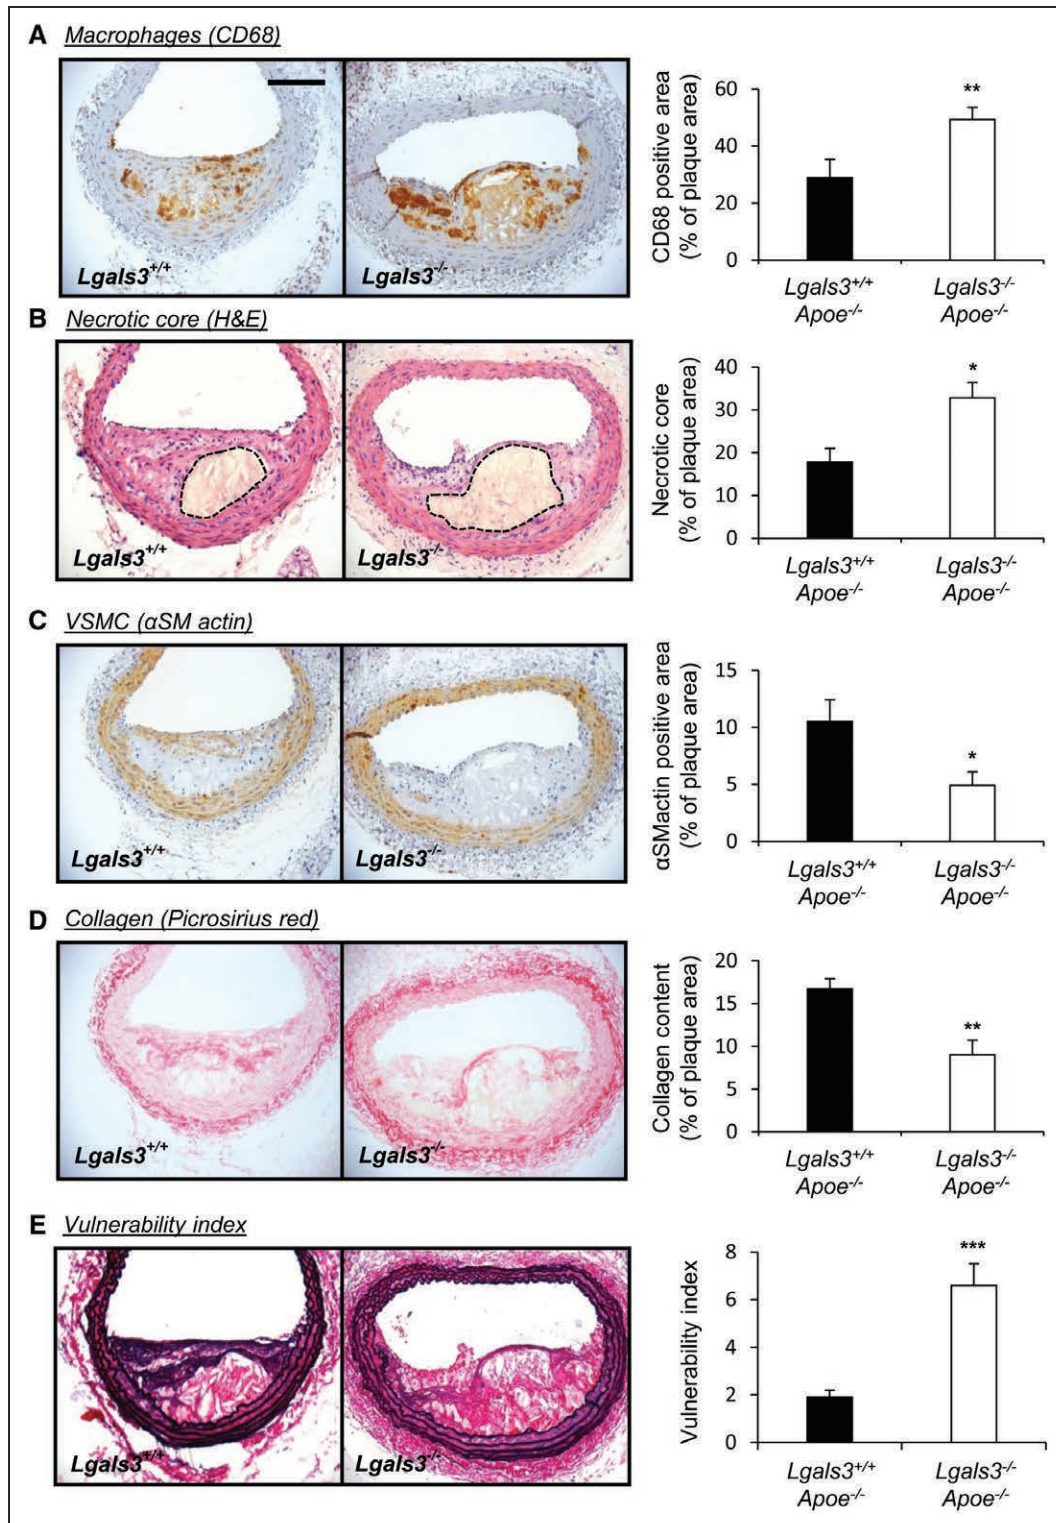 A Macrophages (CD68)
Lgals3+/+
Lgals3-/-
CD68 positive area
(% of plaque area)
60
40
20
0
**
Lgals3+/+
Apoe-/-
Lgals3-/-
Apoe-/-
B Necrotic core (H&E)
Lgals3+/+
Lgals3-/-
Necrotic core
(% of plaque area)
40
30
20
10
0
*
Lgals3+/+
Apoe-/-
Lgals3-/-
Apoe-/-
C VSMC (αSM actin)
Lgals3+/+
Lgals3-/-
αSMactin positive area
(% of plaque area)
15
10
5
0
*
Lgals3+/+
Apoe-/-
Lgals3-/-
Apoe-/-
D Collagen (Picrosirius red)
Lgals3+/+
Lgals3-/-
Collagen content
(% of plaque area)
20
15
10
5
0
**
Lgals3+/+
Apoe-/-
Lgals3-/-
Apoe-/-
E Vulnerability index
Lgals3+/+
Lgals3-/-
Vulnerability index
8
6
4
2
0
***
Lgals3+/+
Apoe-/-
Lgals3-/-
Apoe-/-